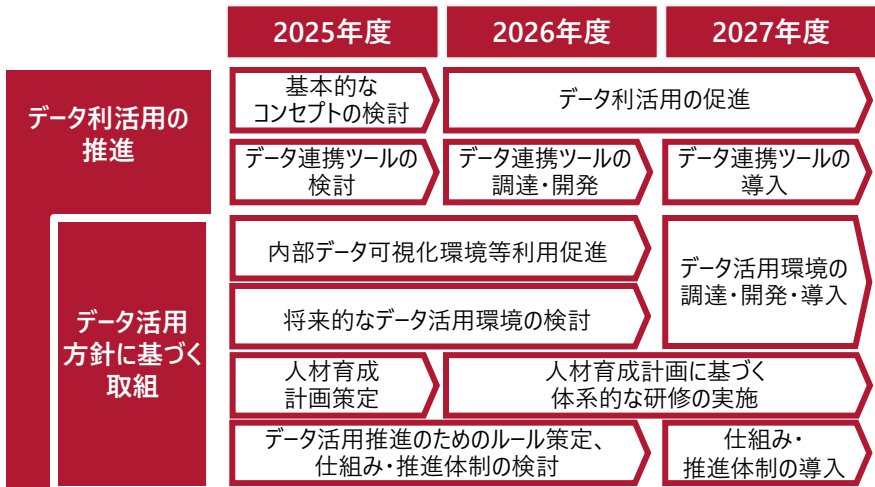 2025年度
2026年度
2027年度
データ利活用の
推進
基本的な
コンセプトの検討
データ利活用の促進
データ連携ツールの
検討
データ連携ツールの
調達・開発
データ連携ツールの
導入
データ活用
方針に基づく
取組
内部データ可視化環境等利用促進
将来的なデータ活用環境の検討
データ活用環境の
調達・開発・導入
人材育成
計画策定
人材育成計画に基づく
体系的な研修の実施
データ活用推進のためのルール策定、
仕組み・推進体制の検討
仕組み・
推進体制の導入